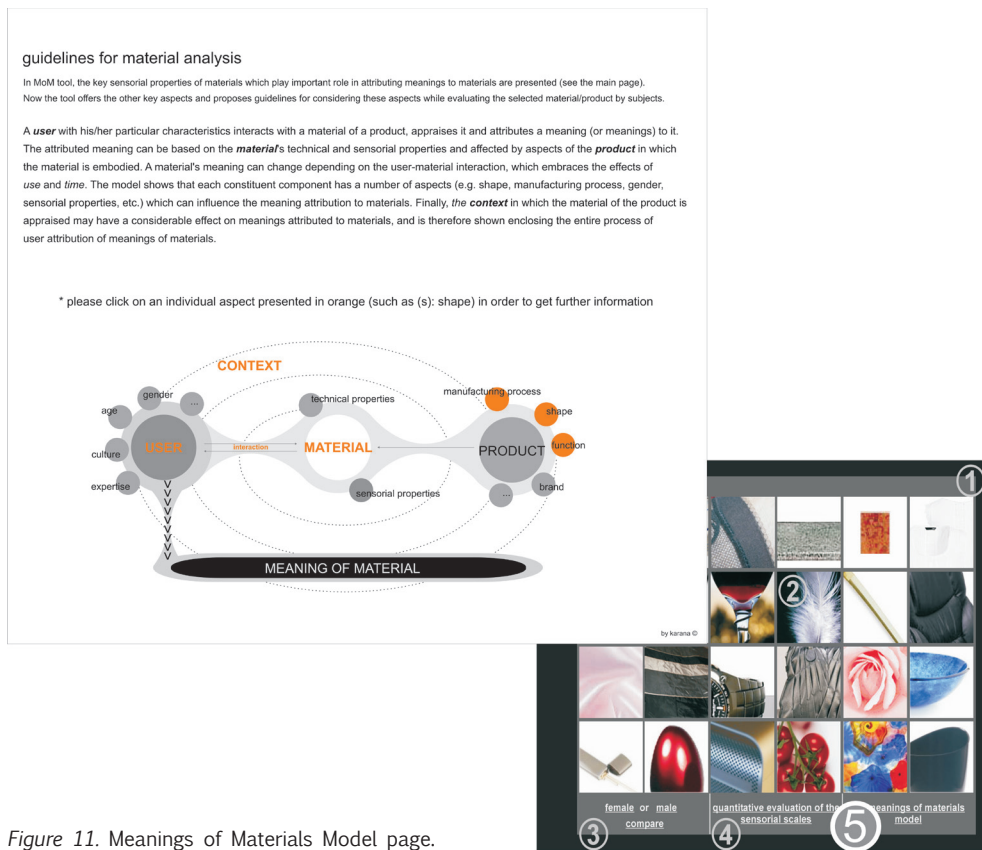 guidelines for material analysis
In MoM tool, the key sensorial properties of materials which play important role in attributing meanings to materials are presented (see the main page).
Now the tool offers the other key aspects and proposes guidelines for considering these aspects while evaluating the selected material/product by subjects.
A user with his/her particular characteristics interacts with a material of a product, appraises it and attributes a meaning (or meanings) to it.
The attributed meaning can be based on the material's technical and sensorial properties and affected by aspects of the product in which
the material is embodied. A material's meaning can change depending on the user-material interaction, which embraces the effects of
use and time. The model shows that each constituent component has a number of aspects (e.g. shape, manufacturing process, gender,
sensorial properties, etc.) which can influence the meaning attribution to materials. Finally, the context in which the material of the product is
appraised may have a considerable effect on meanings attributed to materials, and is therefore shown enclosing the entire process of
user attribution of meanings of materials.
* please click on an individual aspect presented in orange (such as (s): shape) in order to get further information
CONTEXT
gender
...
age
culture
expertise
USER
interaction
technical properties
MATERIAL
sensorial properties
manufacturing process
shape
function
PRODUCT
brand
...
>>>>>>>>>
MEANING OF MATERIAL
by karana ©
1
2
female or male
compare
3
quantitative evaluation of the
sensorial scales
4
meanings of materials
model
5
Figure 11. Meanings of Materials Model page.